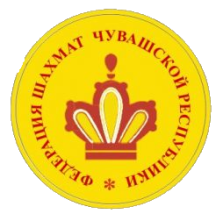 ФЕДЕРАЦИЯ ШАХМАТ ЧУВАШСКОЙ РЕСПУБЛИКИ